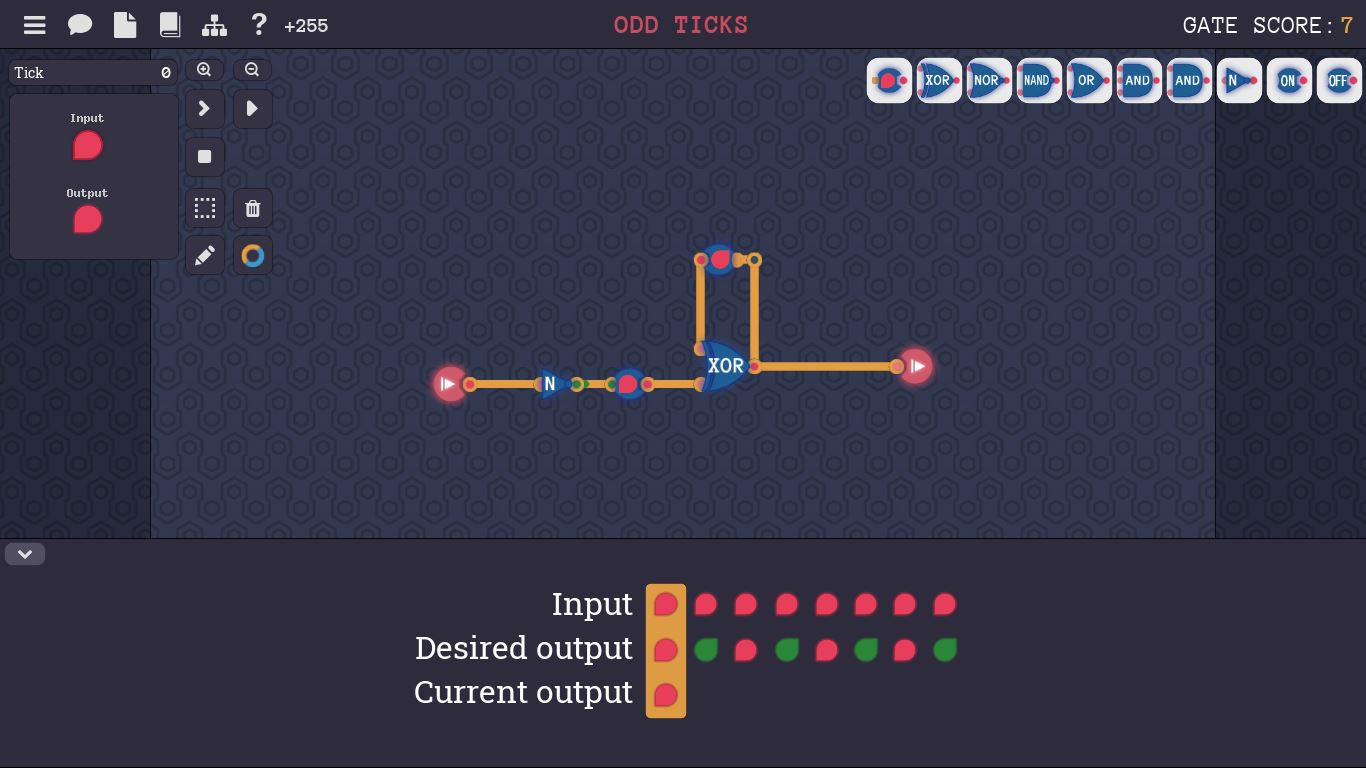 ? +255
ODD TICKS
GATE SCORE: 7
Tick 0
XOR NOR NAND OR AND AND N ON OFF
Input
Output
XOR
N
Input
Desired output
Current output